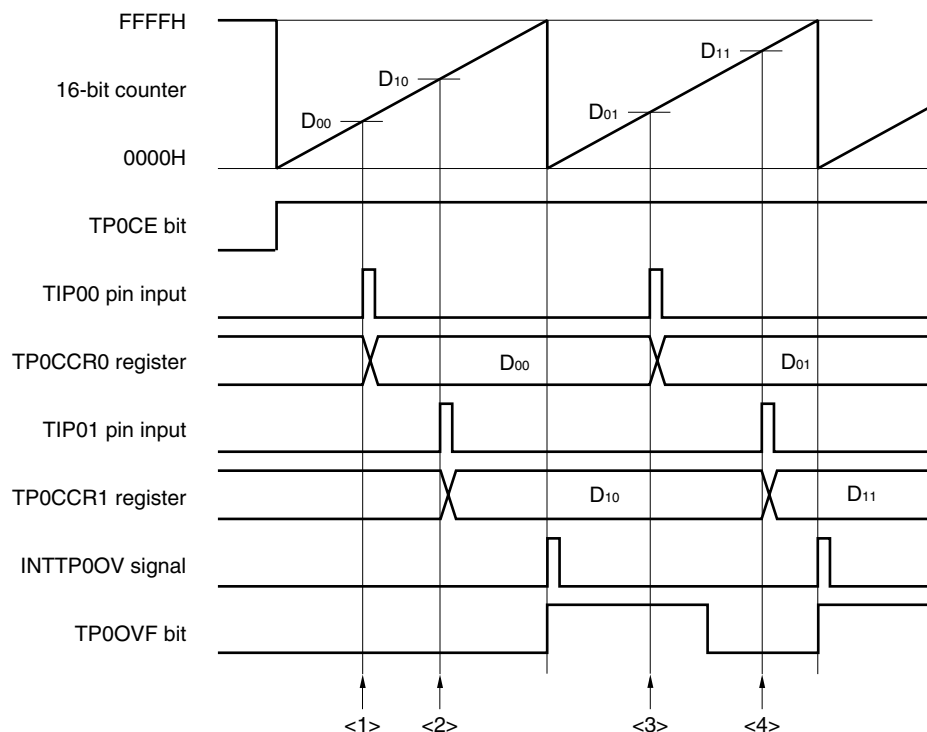 FFFFH
D11
D10
16-bit counter
D01
D00
0000H
TP0CE bit
TIP00 pin input
TP0CCR0 register
D00
D01
TIP01 pin input
TP0CCR1 register
D10
D11
INTTP0OV signal
TP0OVF bit
<1>
<2>
<3>
<4>